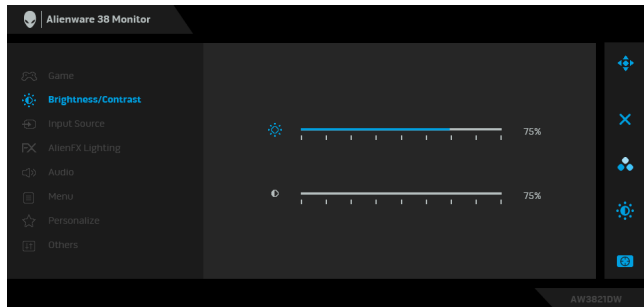 Alienware 38 Monitor
Game
Brightness/Contrast
Input Source
AlienFX Lighting
Audio
Menu
Personalize
Others
75%
75%
AW3821DW